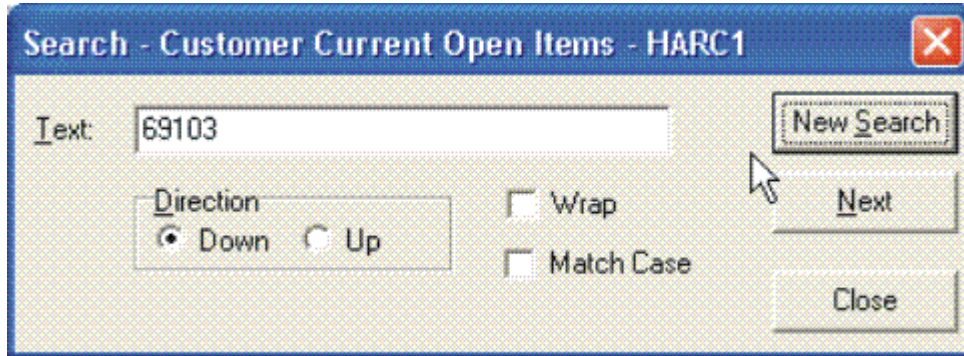 Search - Customer Current Open Items - HARC1
Text: 69103
New Search
Direction
Down Up
Wrap
Match Case
Next
Close